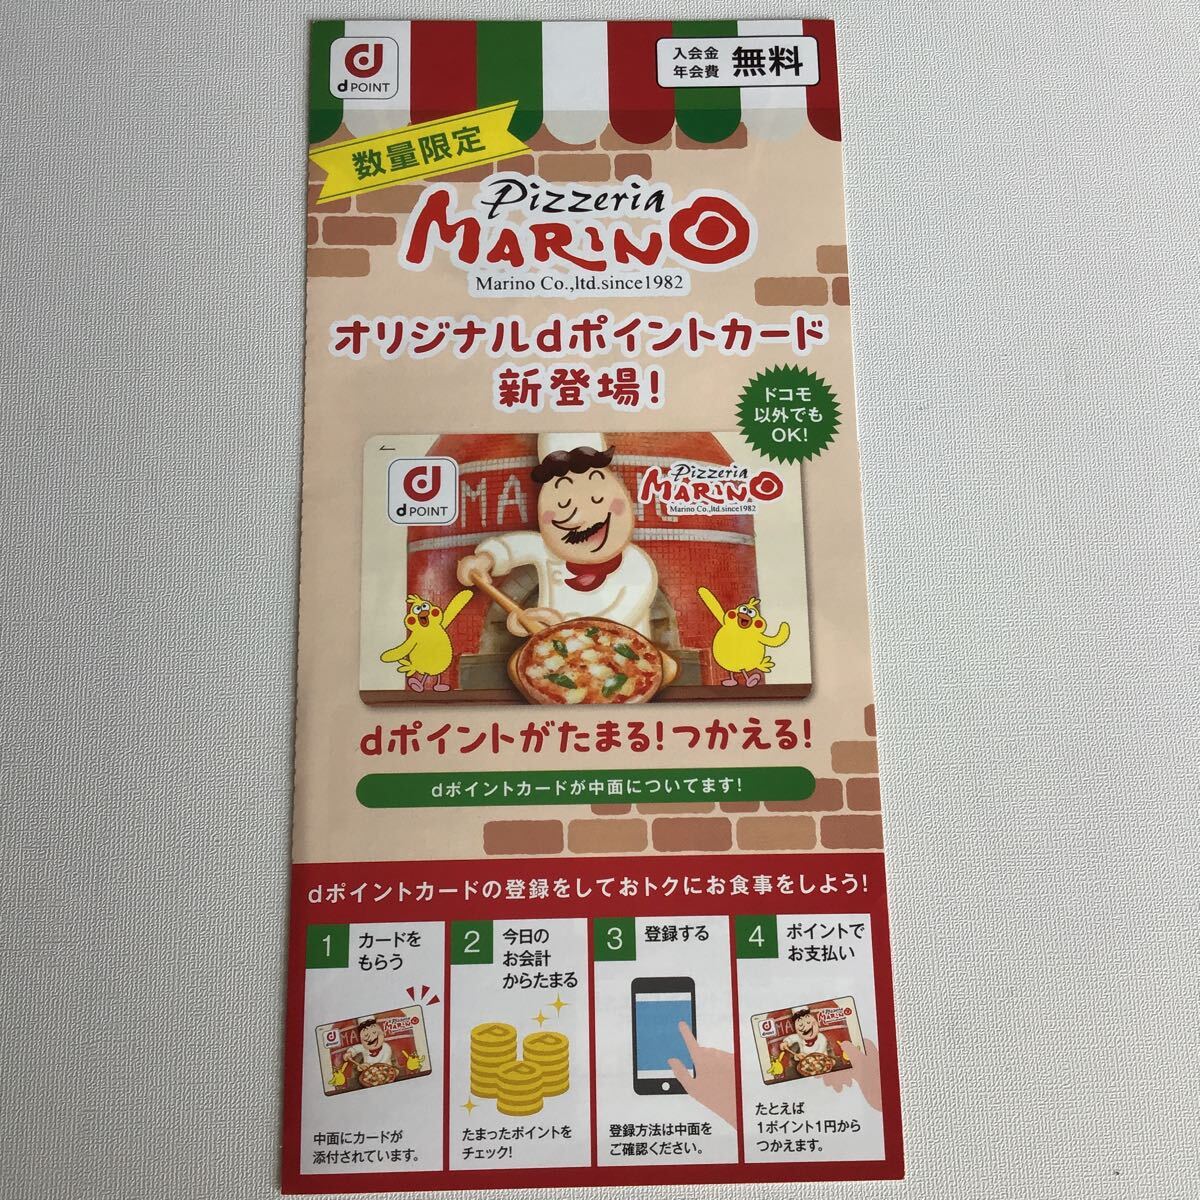 d POINT
入会金
年会費
無料
数量限定
Pizzeria
MARINO
Marino Co.,ltd.since1982
オリジナルdポイントカード
新登場!
ドコモ
以外でも
OK!
d POINT
MA
Pizzeria
MARINO
Marino Co.,ltd.since1982
dポイントがたまる!つかえる!
dポイントカードが中面についてます!
dポイントカードの登録をしておトクにお食事をしよう!
1
カードを
もらう
d POINT
MA
Pizzeria
MARINO
中面にカードが
添付されています。
2
今日の
お会計
からたまる
たまったポイントを
チェック!
3
登録する
登録方法は中面を
ご確認ください。
4
ポイントで
お支払い
d POINT
MA
Pizzeria
MARINO
たとえば
1ポイント1円から
つかえます。